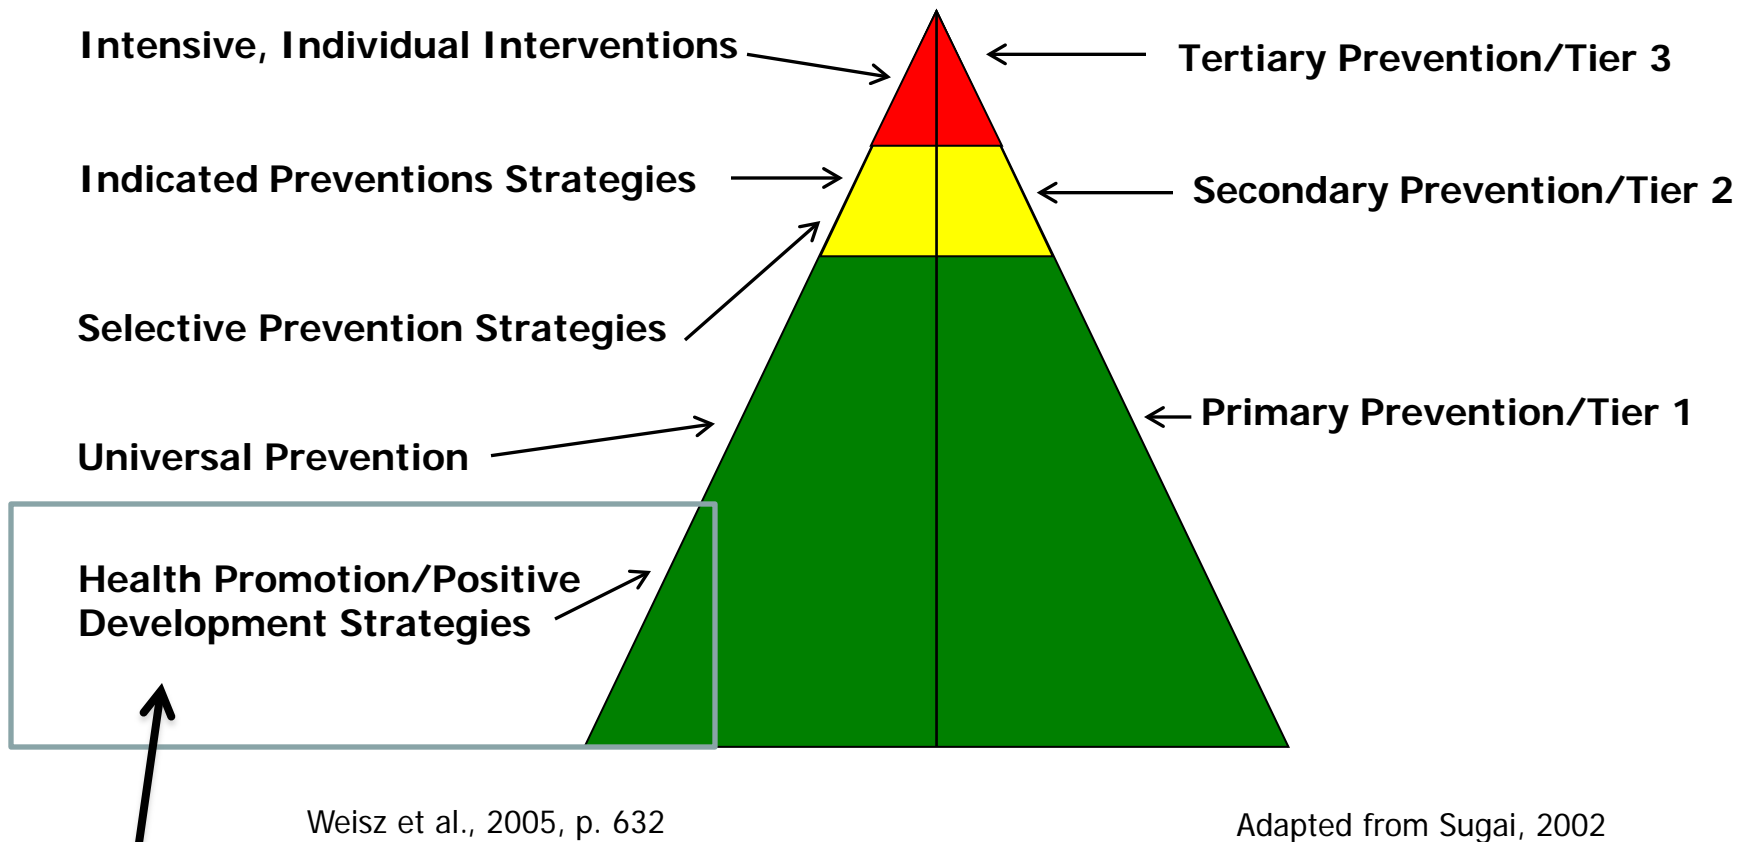 Intensive, Individual Interventions
Tertiary Prevention/Tier 3
Indicated Preventions Strategies
Secondary Prevention/Tier 2
Selective Prevention Strategies
Primary Prevention/Tier 1
Universal Prevention
Health Promotion/Positive
Development Strategies
Weisz et al., 2005, p. 632
Adapted from Sugai, 2002